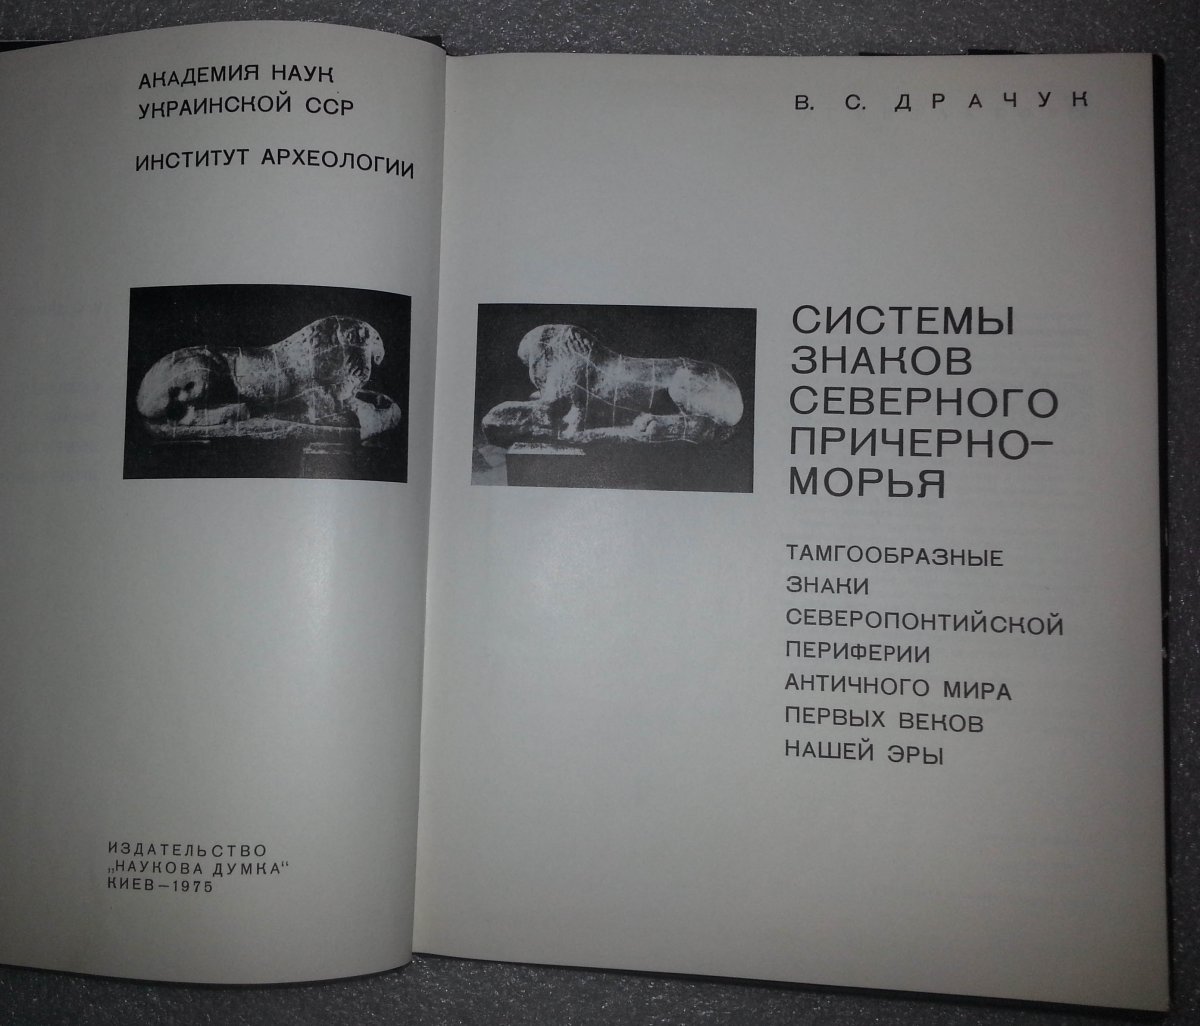 АКАДЕМИЯ НАУК
УКРАИНСКОЙ ССР
ИНСТИТУТ АРХЕОЛОГИИ
ИЗДАТЕЛЬСТВО
„НАУКОВА ДУМКА“
КИЕВ—1975
В. С. ДРАЧУК
СИСТЕМЫ
ЗНАКОВ
СЕВЕРНОГО
ПРИЧЕРНО–
МОРЬЯ
ТАМГООБРАЗНЫЕ
ЗНАКИ
СЕВЕРОПОНТИЙСКОЙ
ПЕРИФЕРИИ
АНТИЧНОГО МИРА
ПЕРВЫХ ВЕКОВ
НАШЕЙ ЭРЫ